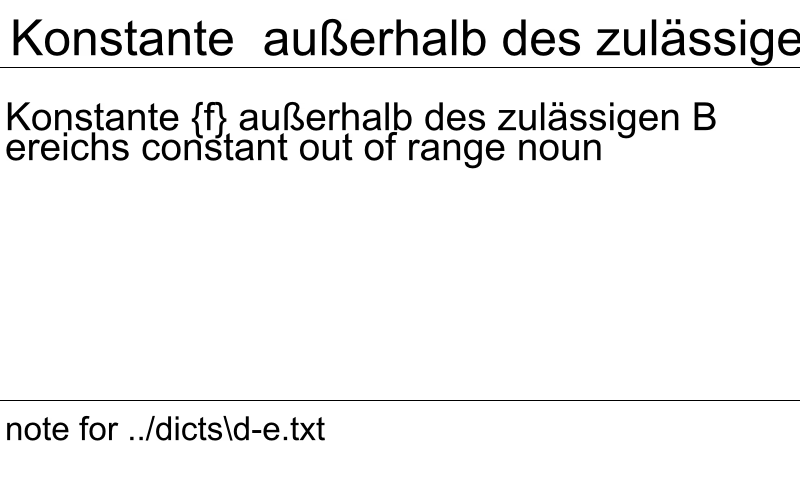 Konstante  außerhalb des zulässige
Konstante {f} außerhalb des zulässigen B
ereichs constant out of range noun
note for ../dicts\d-e.txt